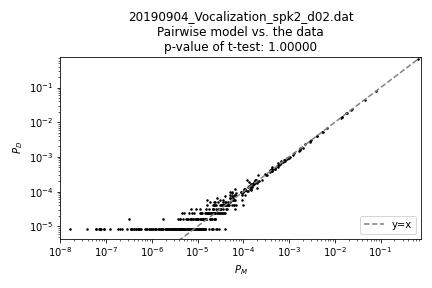 20190904_Vocalization_spk2_d02.dat
Pairwise model vs. the data
p-value of t-test: 1.00000
P_D
10^{-1}
10^{-2}
10^{-3}
10^{-4}
10^{-5}
y=x
10^{-8} 10^{-7} 10^{-6} 10^{-5} 10^{-4} 10^{-3} 10^{-2} 10^{-1}
P_M